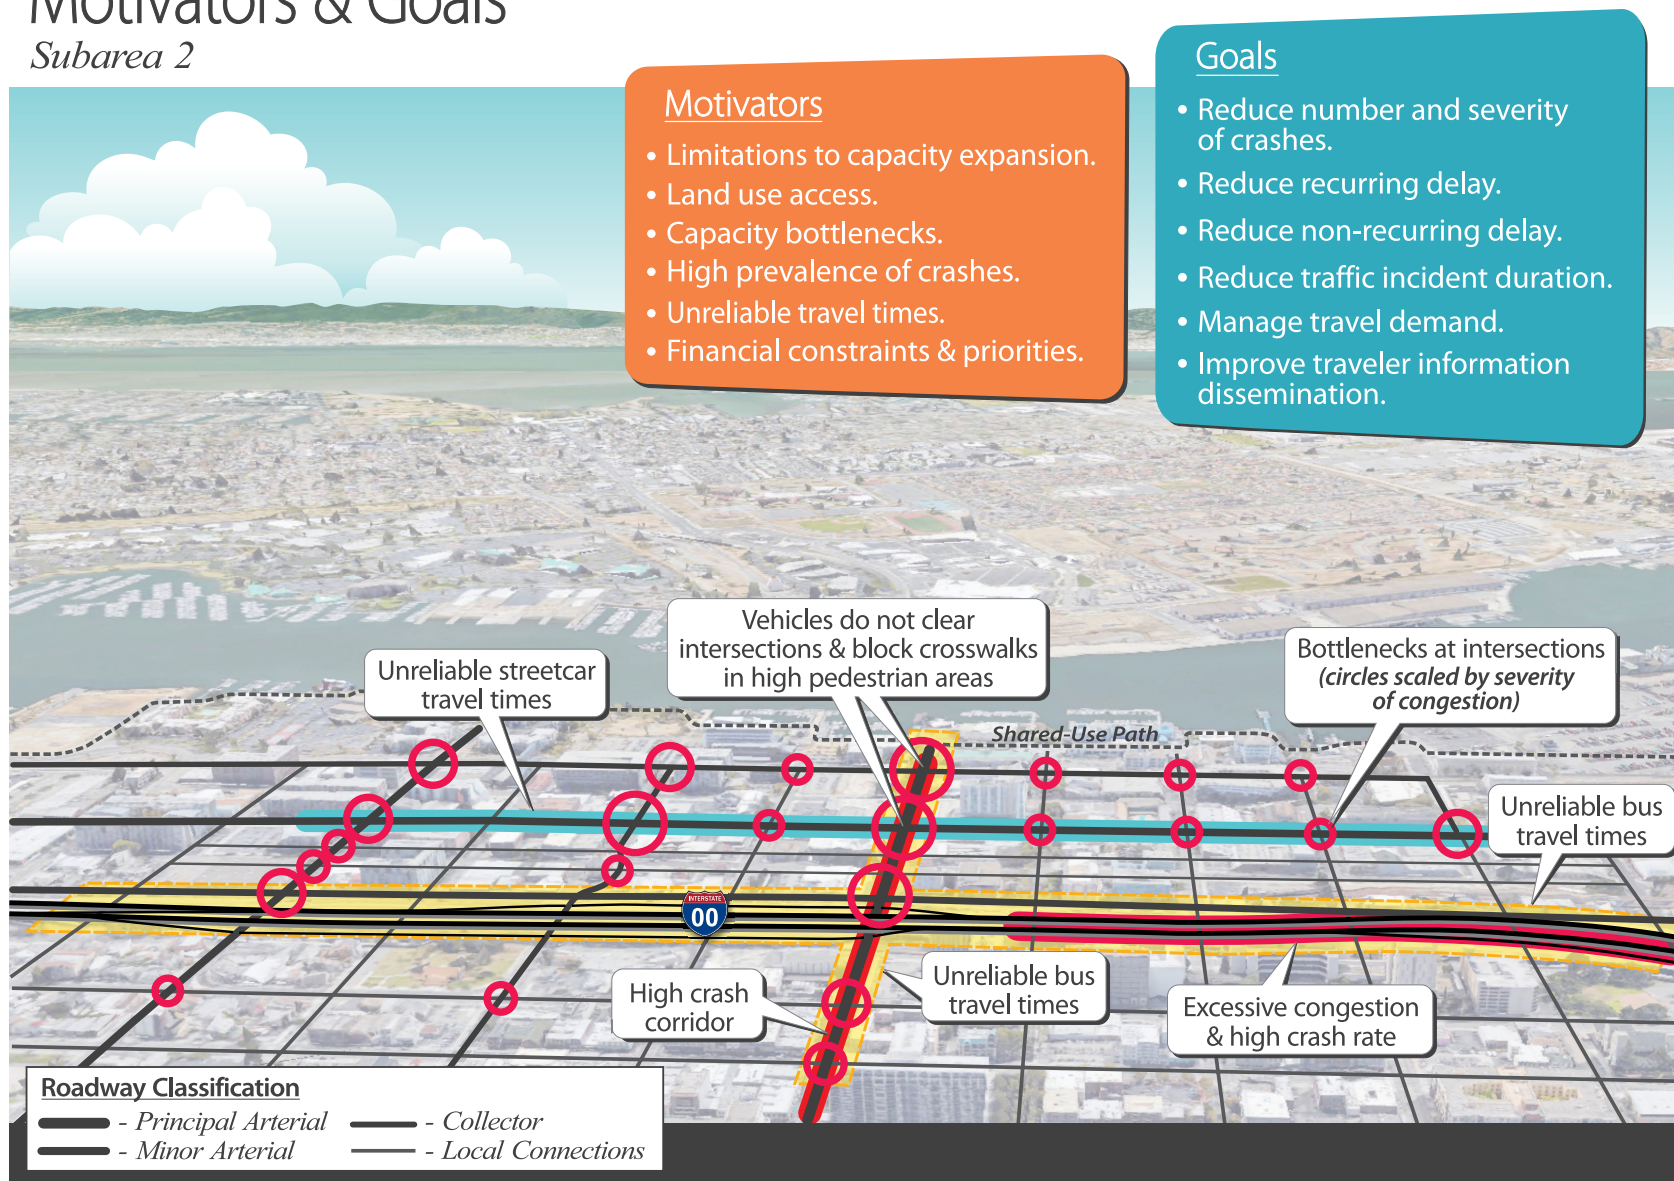 Motivators & Goals
Subarea 2
Motivators
• Limitations to capacity expansion.
• Land use access.
• Capacity bottlenecks.
• High prevalence of crashes.
• Unreliable travel times.
• Financial constraints & priorities.
Goals
• Reduce number and severity
of crashes.
• Reduce recurring delay.
• Reduce non-recurring delay.
• Reduce traffic incident duration.
• Manage travel demand.
• Improve traveler information
dissemination.
Unreliable streetcar
travel times
Vehicles do not clear
intersections & block crosswalks
in high pedestrian areas
Bottlenecks at intersections
(circles scaled by severity
of congestion)
Shared-Use Path
Unreliable bus
travel times
INTERSTATE
00
High crash
corridor
Unreliable bus
travel times
Excessive congestion
& high crash rate
Roadway Classification
- Principal Arterial
- Minor Arterial
- Collector
- Local Connections